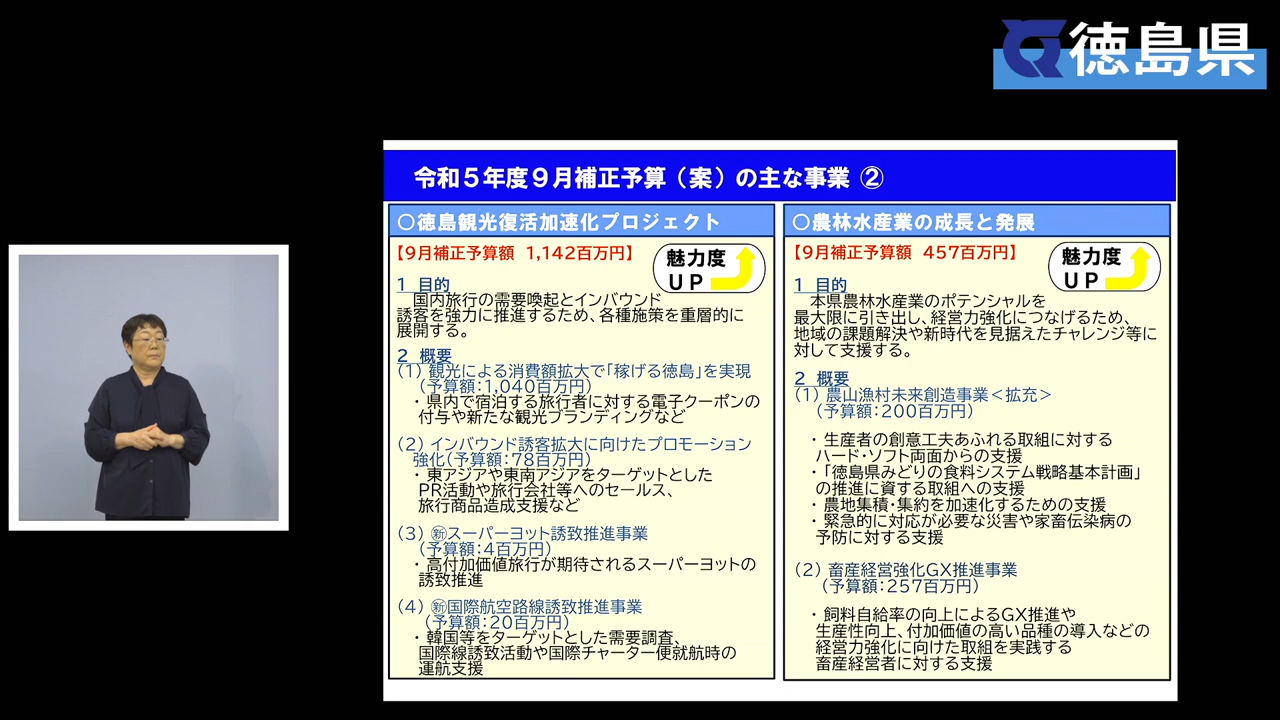 徳島県
令和５年度９月補正予算（案）の主な事業 ②
○徳島観光復活加速化プロジェクト
【９月補正予算額 1,142百万円】
魅力度
ＵＰ
１ 目的
国内旅行の需要喚起とインバウンド
誘客を強力に推進するため、各種施策を重層的に
展開する。
２ 概要
（1）観光による消費額拡大で「稼げる徳島」を実現
（予算額：1,040百万円）
・県内で宿泊する旅行者に対する電子クーポンの
付与や新たな観光ブランディングなど
（2）インバウンド誘客拡大に向けたプロモーション
強化（予算額：78百万円）
・東アジアや東南アジアをターゲットとした
PR活動や旅行会社等へのセールス、
旅行商品造成支援など
（3）㊟スーパーヨット誘致推進事業
（予算額：4百万円）
・高付加価値旅行が期待されるスーパーヨットの
誘致推進
（4）新国際航空路線誘致推進事業
（予算額：20百万円）
・韓国等をターゲットとした需要調査、
国際線誘致活動や国際チャーター便就航時の
運航支援
○農林水産業の成長と発展
【９月補正予算額 457百万円】
魅力度
ＵＰ
１ 目的
本県農林水産業のポテンシャルを
最大限に引き出し、経営力強化につなげるため、
地域の課題解決や新時代を見据えたチャレンジ等に
対して支援する。
２ 概要
（1）農山漁村未来創造事業＜拡充＞
（予算額：200百万円）
・生産者の創意工夫あふれる取組に対する
ハード・ソフト両面からの支援
・「徳島県みどりの食料システム戦略基本計画」
の推進に資する取組への支援
・農地集積・集約を加速化するための支援
・緊急的に対応が必要な災害や家畜伝染病の
予防に対する支援
（2）畜産経営強化GX推進事業
（予算額：257百万円）
・飼料自給率の向上によるGX推進や
生産性向上、付加価値の高い品種の導入などの
経営力強化に向けた取組を実践する
畜産経営者に対する支援